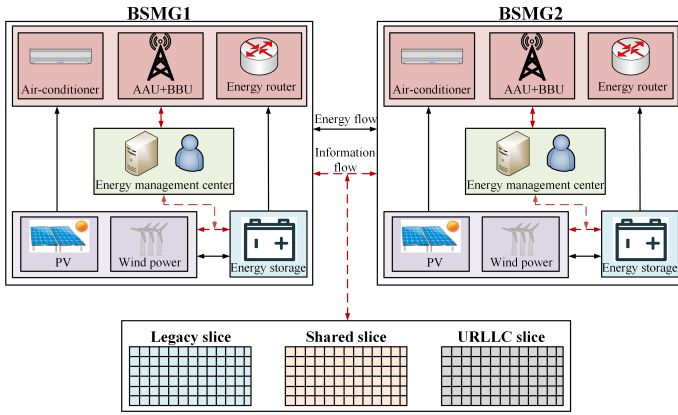 BSMG1
Air-conditioner
AAU+BBU
Energy router
Energy management center
PV
Wind power
Energy storage
Energy flow
Information
flow
BSMG2
Air-conditioner
AAU+BBU
Energy router
Energy management center
PV
Wind power
Energy storage
Legacy slice
Shared slice
URLLC slice